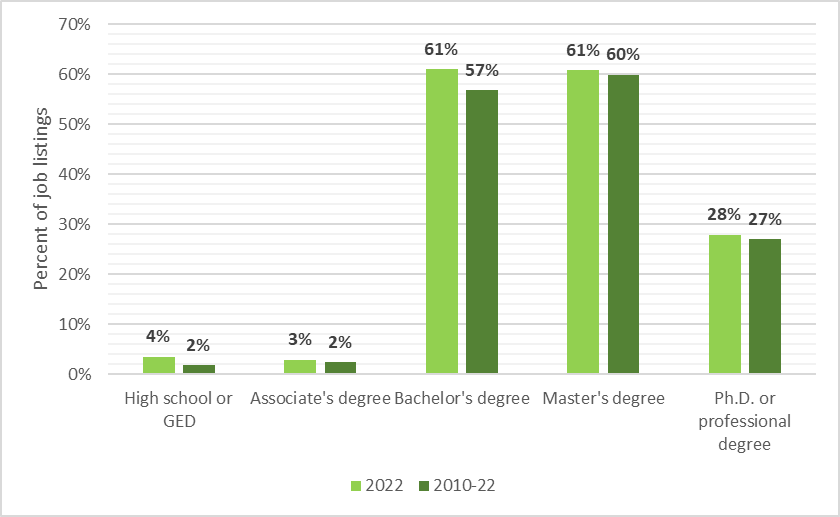 70%
60%
50%
40%
30%
20%
10%
0%
Percent of job listings
4%
2%
3%
2%
61%
57%
61%
60%
28%
27%
High school or
GED
Associate's degree
Bachelor's degree
Master's degree
Ph.D. or
professional
degree
2022
2010-22